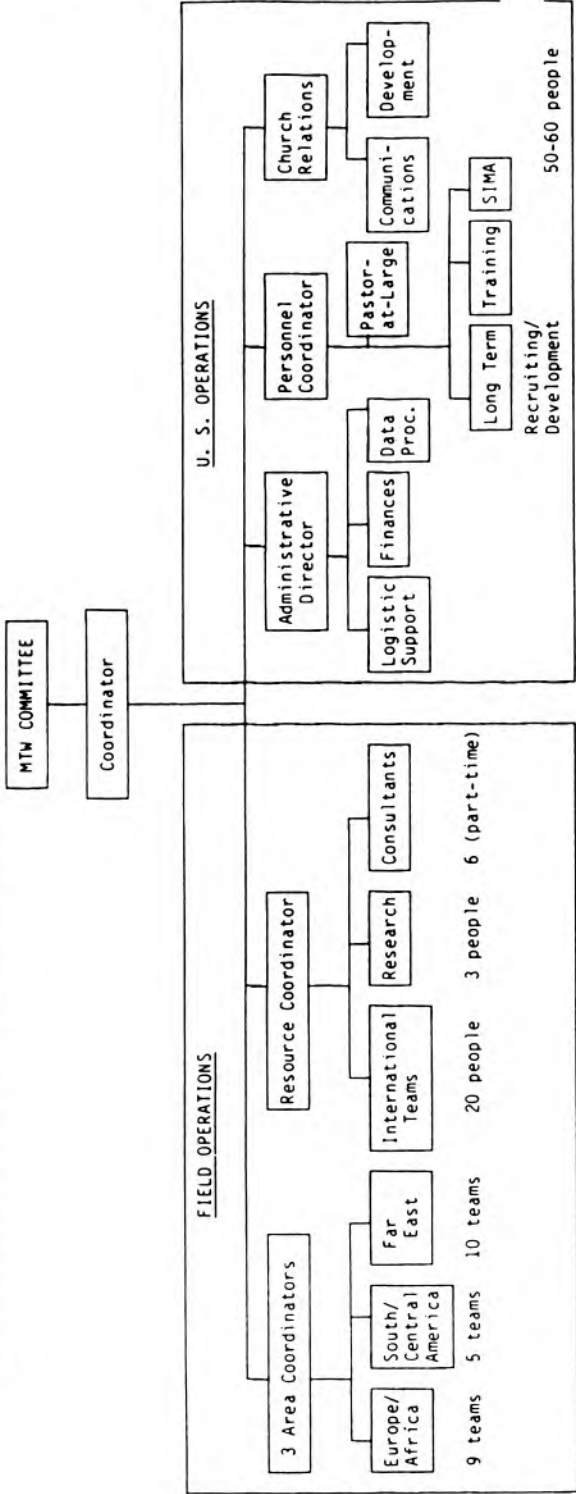 MTW COMMITTEE
Coordinator
FIELD OPERATIONS
3 Area Coordinators
Europe/
Africa
South/
Central
America
Far
East
9 teams
5 teams
10 teams
Resource Coordinator
International
Teams
Research
Consultants
20 people
3 people
6 (part-time)
U. S. OPERATIONS
Administrative
Director
Logistic
Support
Finances
Data
Proc.
Personnel
Coordinator
Pastor-
at-Large
Long Term
Training
SIMA
Recruiting/
Development
Church
Relations
Communi-
cations
Develop-
ment
50-60 people